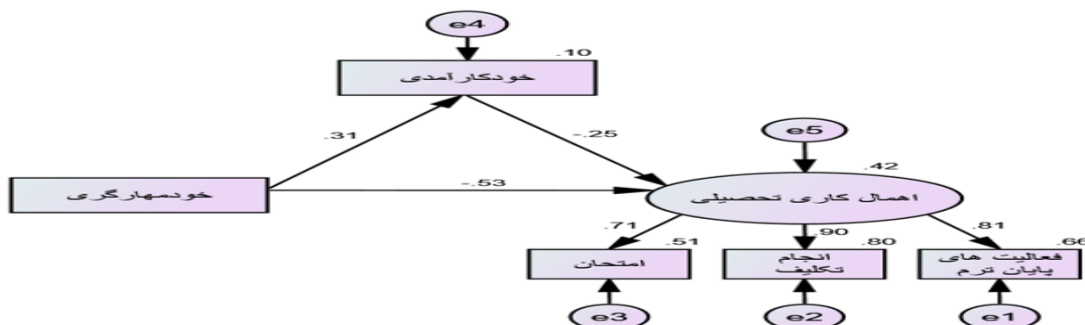 e4
.10
خودکارآمدی
.31
-.25
e5
.42
خودمهارگری
-.53
اهمال کاری تحصیلی
.71
.90
.81
.51
.80
.66
امتحان
انجام
تکلیف
فعالیت های
پایان ترم
e3
e2
e1